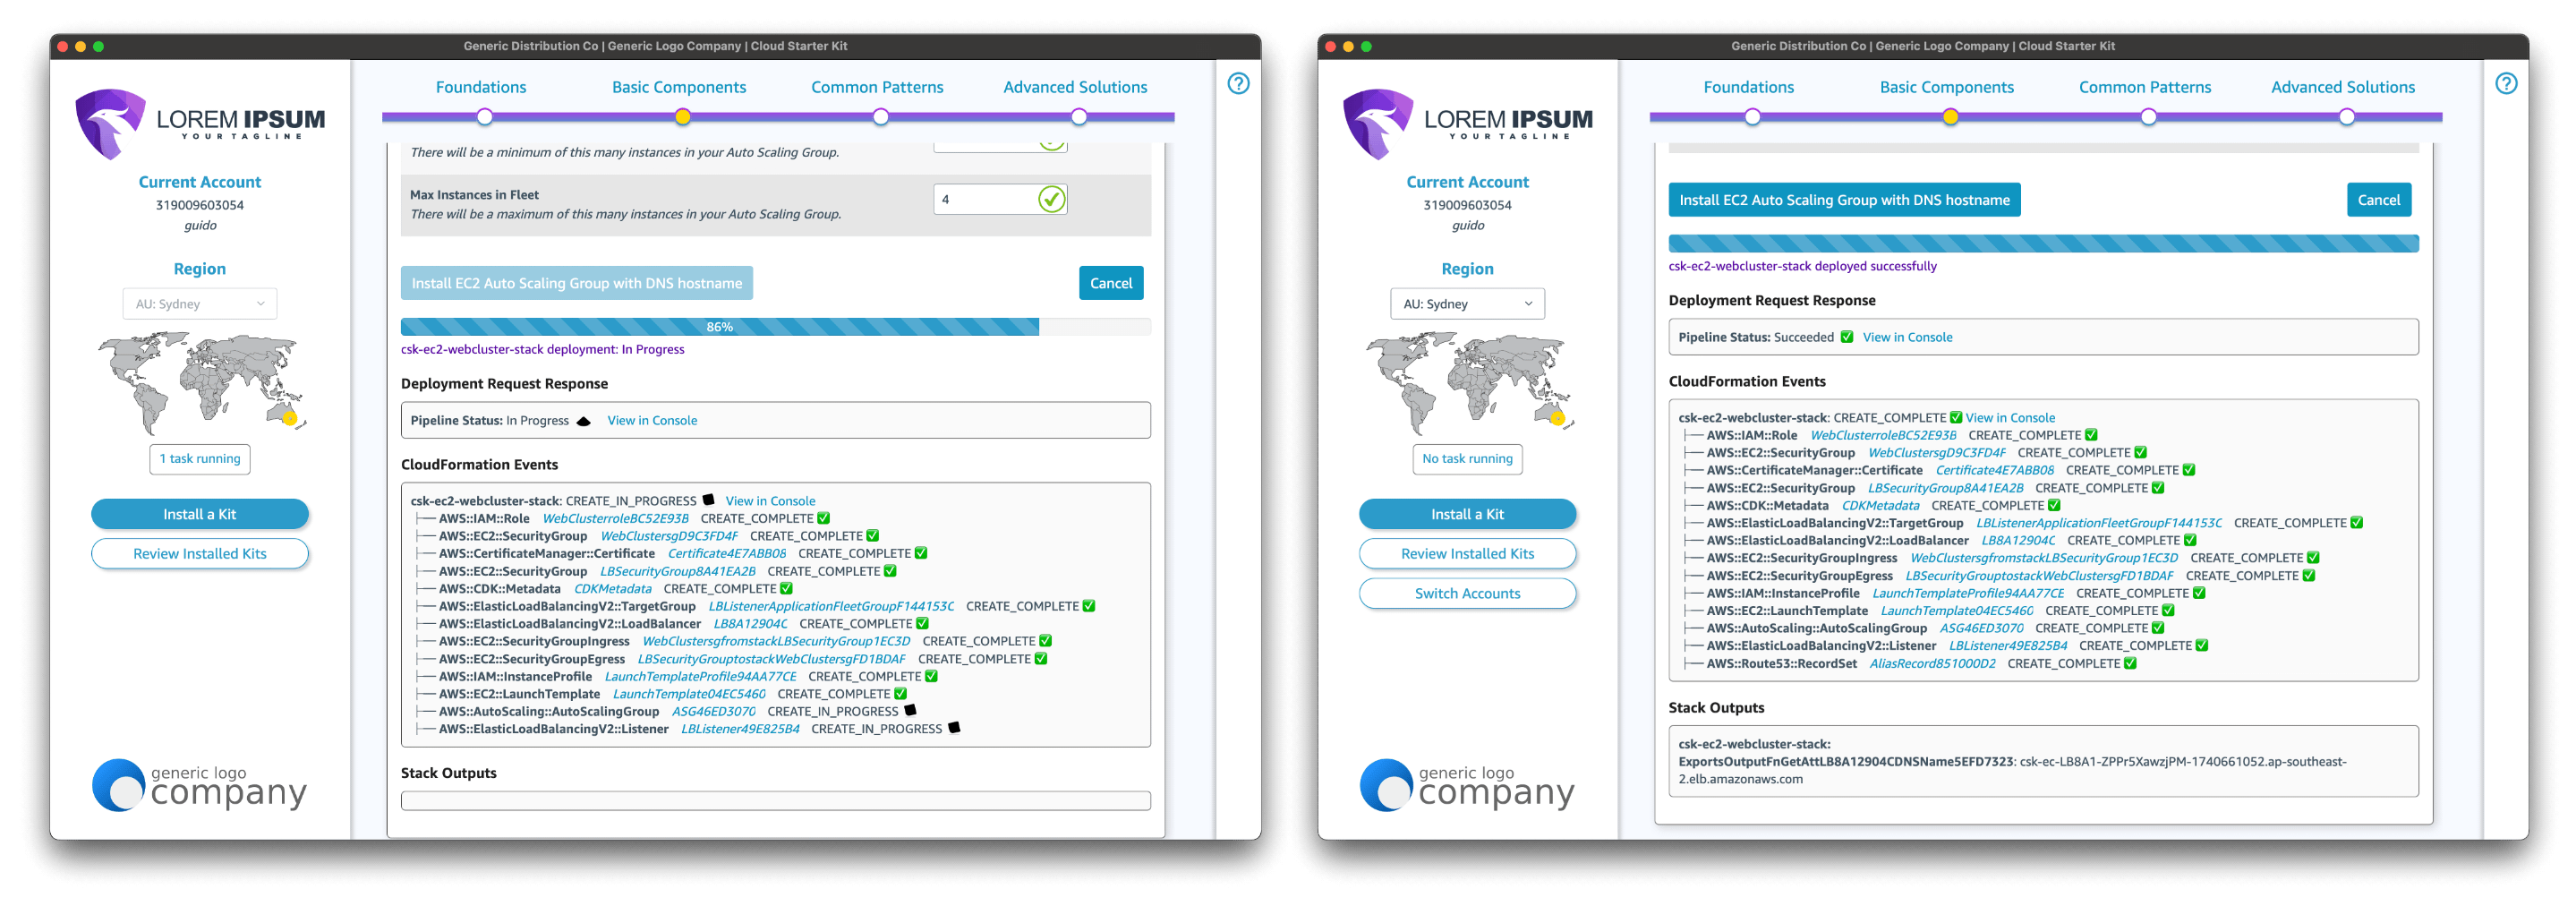 Generic Distribution Co | Generic Logo Company | Cloud Starter Kit
LOREM IPSUM
YOUR TAGLINE
Current Account
319009603054
guido
Region
AU: Sydney
1 task running
Install a Kit
Review Installed Kits
generic logo
company
Foundations Basic Components Common Patterns Advanced Solutions
?
There will be a minimum of this many instances in your Auto Scaling Group.
Max Instances in Fleet
There will be a maximum of this many instances in your Auto Scaling Group.
4
Install EC2 Auto Scaling Group with DNS hostname
Cancel
86%
csk-ec2-webcluster-stack deployment: In Progress
Deployment Request Response
Pipeline Status: In Progress View in Console
CloudFormation Events
csk-ec2-webcluster-stack: CREATE_IN_PROGRESS View in Console
AWS::IAM::Role WebClusterroleBC52E93B CREATE_COMPLETE
AWS::EC2::SecurityGroup WebClustersgD9C3FD4F CREATE_COMPLETE
AWS::CertificateManager::Certificate Certificate4E7ABB08 CREATE_COMPLETE
AWS::EC2::SecurityGroup LBSecurityGroup8A41EA2B CREATE_COMPLETE
AWS::CDK::Metadata CDKMetadata CREATE_COMPLETE
AWS::ElasticLoadBalancingV2::TargetGroup LBListenerApplicationFleetGroupF144153C CREATE_COMPLETE
AWS::ElasticLoadBalancingV2::LoadBalancer LB8A12904C CREATE_COMPLETE
AWS::EC2::SecurityGroupIngress WebClustersgfromstackLBSecurityGroup1EC3D CREATE_COMPLETE
AWS::EC2::SecurityGroupEgress LBSecurityGrouptostackWebClustersgFD1BDAF CREATE_COMPLETE
AWS::IAM::InstanceProfile LaunchTemplateProfile94AA77CE CREATE_COMPLETE
AWS::EC2::LaunchTemplate LaunchTemplate04EC5460 CREATE_COMPLETE
AWS::AutoScaling::AutoScalingGroup ASG46ED3070 CREATE_IN_PROGRESS
AWS::ElasticLoadBalancingV2::Listener LBListener49E825B4 CREATE_IN_PROGRESS
Stack Outputs
Generic Distribution Co | Generic Logo Company | Cloud Starter Kit
LOREM IPSUM
YOUR TAGLINE
Current Account
319009603054
guido
Region
AU: Sydney
No task running
Install a Kit
Review Installed Kits
Switch Accounts
generic logo
company
Foundations Basic Components Common Patterns Advanced Solutions
?
Install EC2 Auto Scaling Group with DNS hostname
Cancel
csk-ec2-webcluster-stack deployed successfully
Deployment Request Response
Pipeline Status: Succeeded View in Console
CloudFormation Events
csk-ec2-webcluster-stack: CREATE_COMPLETE View in Console
AWS::IAM::Role WebClusterroleBC52E93B CREATE_COMPLETE
AWS::EC2::SecurityGroup WebClustersgD9C3FD4F CREATE_COMPLETE
AWS::CertificateManager::Certificate Certificate4E7ABB08 CREATE_COMPLETE
AWS::EC2::SecurityGroup LBSecurityGroup8A41EA2B CREATE_COMPLETE
AWS::CDK::Metadata CDKMetadata CREATE_COMPLETE
AWS::ElasticLoadBalancingV2::TargetGroup LBListenerApplicationFleetGroupF144153C CREATE_COMPLETE
AWS::ElasticLoadBalancingV2::LoadBalancer LB8A12904C CREATE_COMPLETE
AWS::EC2::SecurityGroupIngress WebClustersgfromstackLBSecurityGroup1EC3D CREATE_COMPLETE
AWS::EC2::SecurityGroupEgress LBSecurityGrouptostackWebClustersgFD1BDAF CREATE_COMPLETE
AWS::IAM::InstanceProfile LaunchTemplateProfile94AA77CE CREATE_COMPLETE
AWS::EC2::LaunchTemplate LaunchTemplate04EC5460 CREATE_COMPLETE
AWS::AutoScaling::AutoScalingGroup ASG46ED3070 CREATE_COMPLETE
AWS::ElasticLoadBalancingV2::Listener LBListener49E825B4 CREATE_COMPLETE
AWS::Route53::RecordSet AliasRecord851000D2 CREATE_COMPLETE
Stack Outputs
csk-ec2-webcluster-stack:
ExportsOutputFnGetAttLB8A12904CDNSName5EFD7323: csk-ec-LB8A1-ZPPr5XawzjPM-1740661052.ap-southeast-
2.elb.amazonaws.com